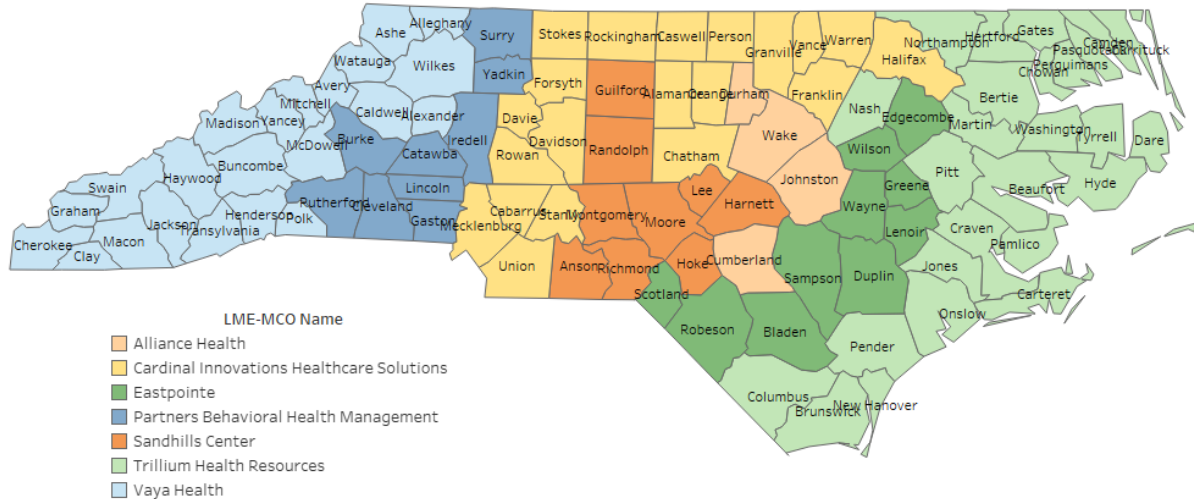 Alleghany
Ashe
Surry
Stokes
Rockingham
Caswell
Person
Granville
Vance
Warren
Northampton
Hertford
Gates
Camden
Pasquotank
Currituck
Perquimans
Chowan
Watauga
Wilkes
Yadkin
Forsyth
Guilford
Alamance
Orange
Durham
Franklin
Halifax
Bertie
Avery
Mitchell
Yancey
Caldwell
Alexander
Iredell
Davie
Davidson
Nash
Edgecombe
Martin
Washington
Tyrrell
Dare
Madison
McDowell
Burke
Catawba
Rowan
Randolph
Chatham
Wake
Wilson
Pitt
Beaufort
Hyde
Buncombe
Haywood
Swain
Graham
Lincoln
Rutherford
Cleveland
Gaston
Lee
Harnett
Johnston
Greene
Wayne
Lenoir
Craven
Pamlico
Cherokee
Clay
Macon
Jackson
Transylvania
Henderson
Polk
Mecklenburg
Cabarrus
Stanly
Montgomery
Moore
Union
Anson
Richmond
Hoke
Cumberland
Sampson
Duplin
Jones
Carteret
Onslow
Scotland
Robeson
Bladen
Pender
Columbus
Brunswick
New Hanover
LME-MCO Name
Alliance Health
Cardinal Innovations Healthcare Solutions
Eastpointe
Partners Behavioral Health Management
Sandhills Center
Trillium Health Resources
Vaya Health